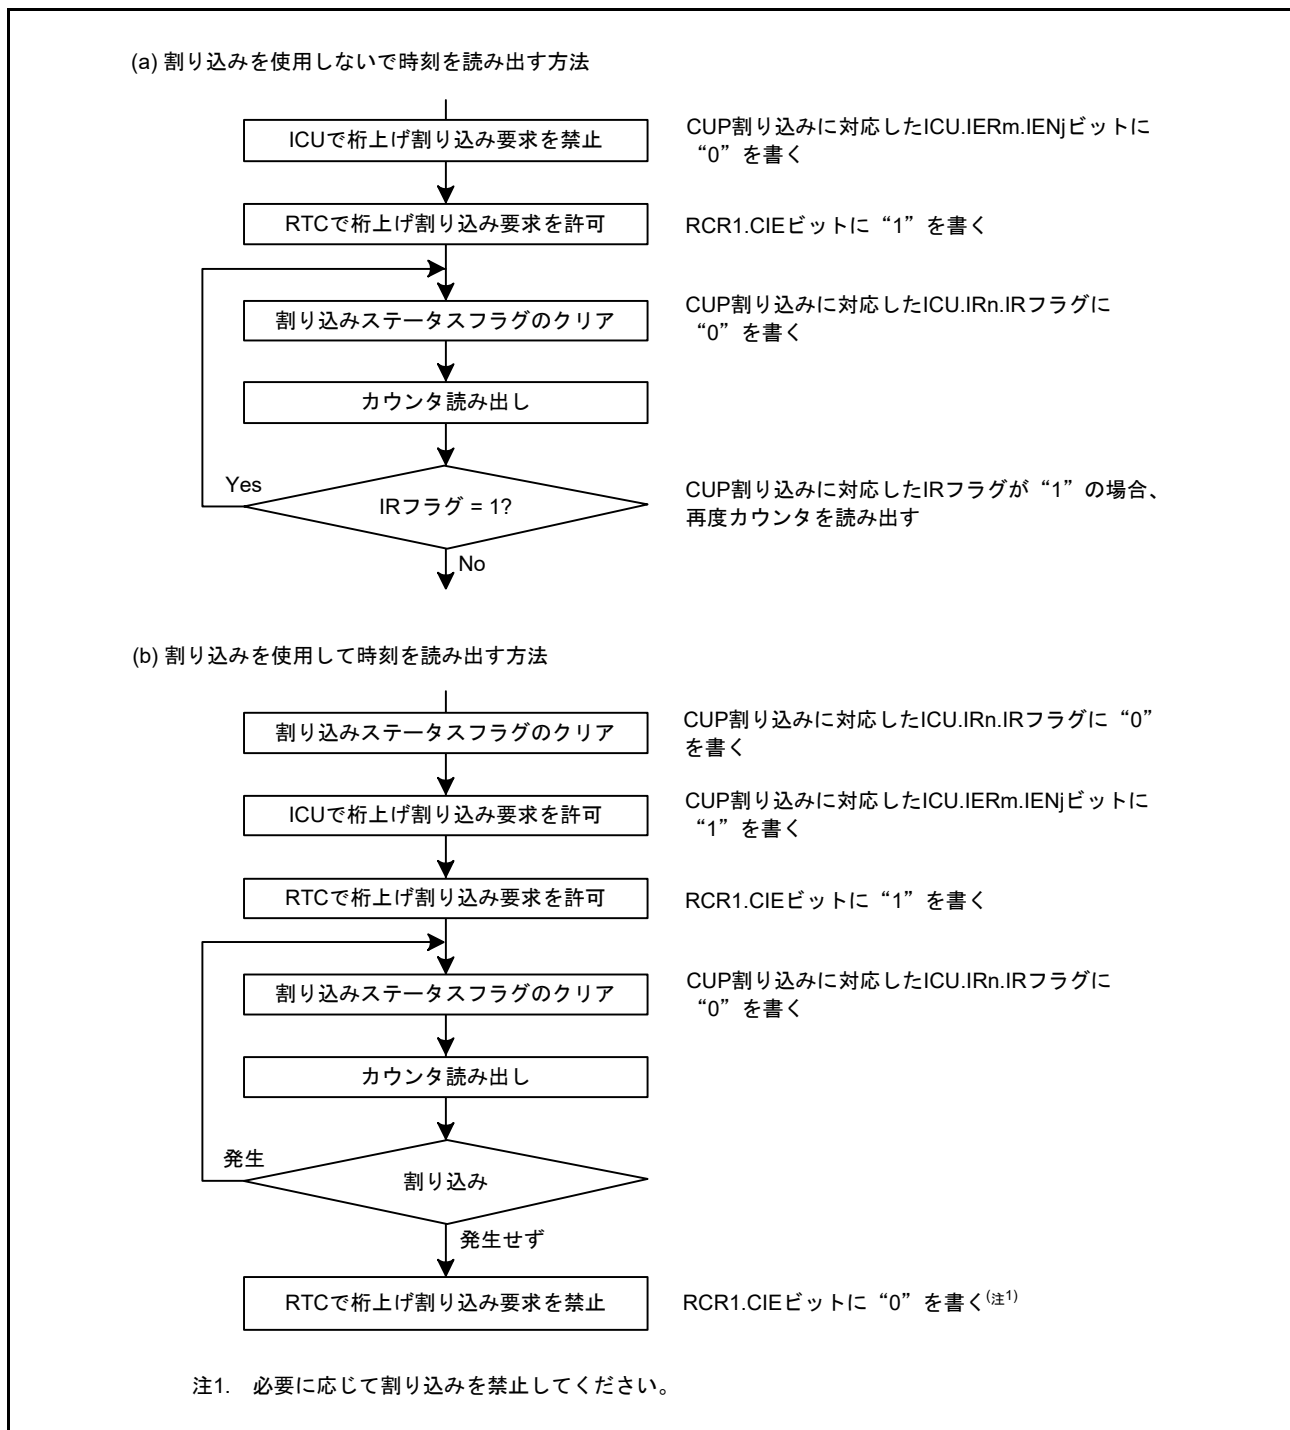 (a) 割り込みを使用しないで時刻を読み出す方法
ICUで桁上げ割り込み要求を禁止
CUP割り込みに対応したICU.IERm.IENjビットに
“0”を書く
RTCで桁上げ割り込み要求を許可
RCR1.CIEビットに“1”を書く
割り込みステータスフラグのクリア
CUP割り込みに対応したICU.IRn.IRフラグに
“0”を書く
カウンタ読み出し
Yes
IRフラグ = 1?
CUP割り込みに対応したIRフラグが“1”の場合、
再度カウンタを読み出す
No
(b) 割り込みを使用して時刻を読み出す方法
割り込みステータスフラグのクリア
CUP割り込みに対応したICU.IRn.IRフラグに“0”
を書く
ICUで桁上げ割り込み要求を許可
CUP割り込みに対応したICU.IERm.IENjビットに
“1”を書く
RTCで桁上げ割り込み要求を許可
RCR1.CIEビットに“1”を書く
割り込みステータスフラグのクリア
CUP割り込みに対応したICU.IRn.IRフラグに
“0”を書く
カウンタ読み出し
発生
割り込み
発生せず
RTCで桁上げ割り込み要求を禁止
RCR1.CIEビットに“0”を書く(注1)
注1. 必要に応じて割り込みを禁止してください。